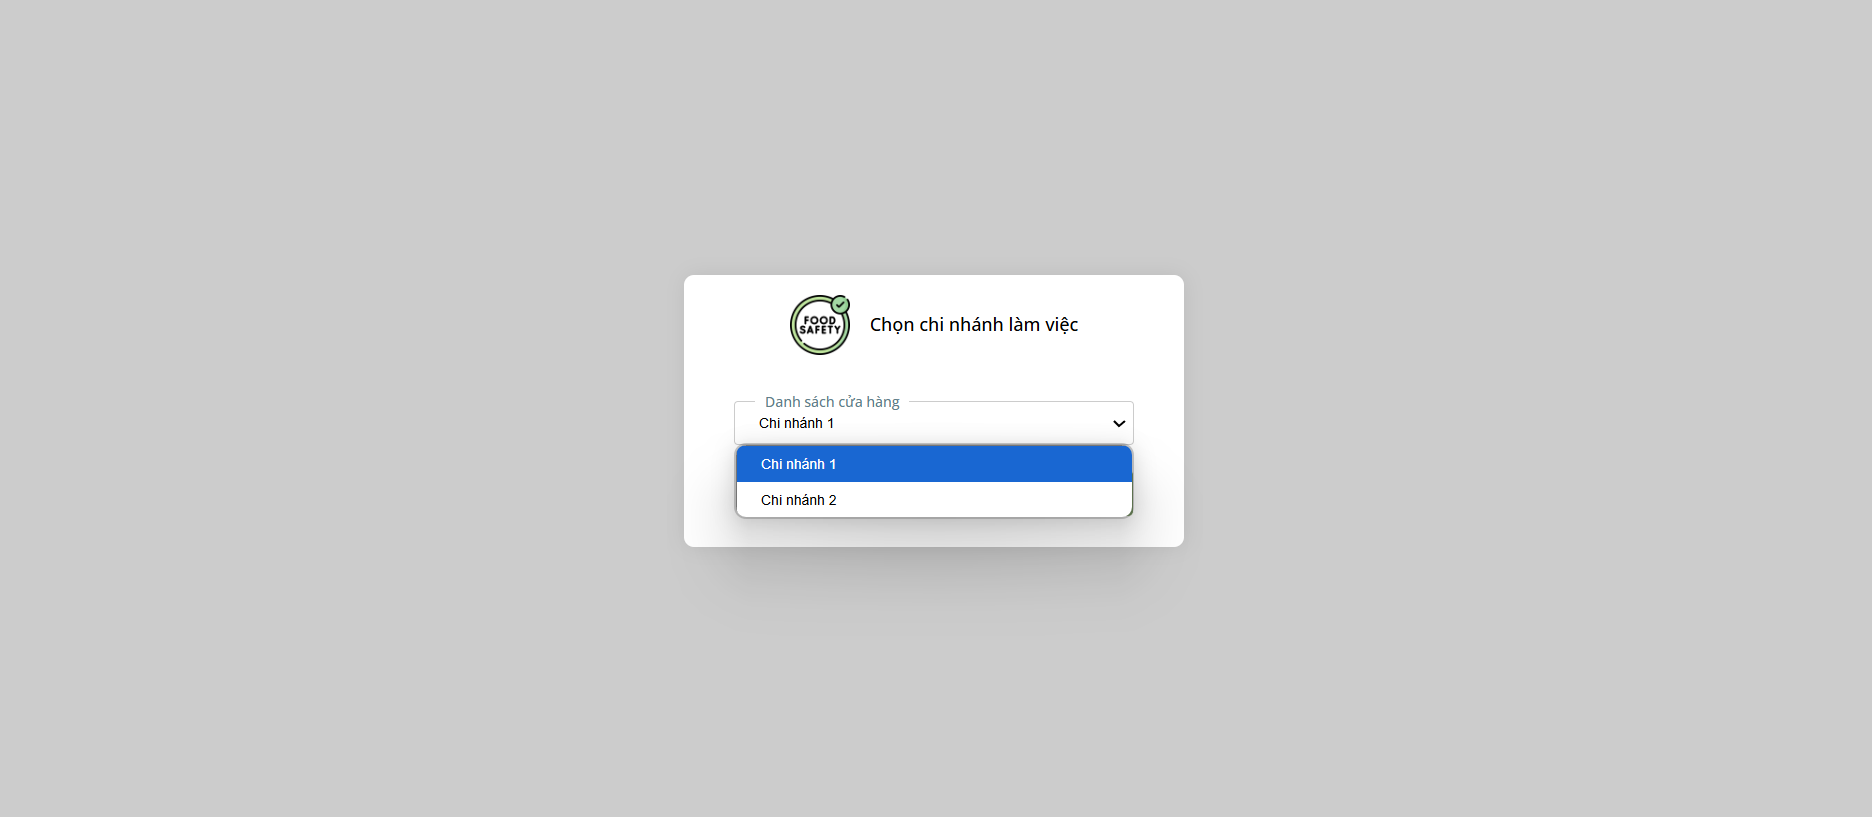 FOOD
SAFETY
Chọn chi nhánh làm việc
Danh sách cửa hàng
Chi nhánh 1
Chi nhánh 1
Chi nhánh 2